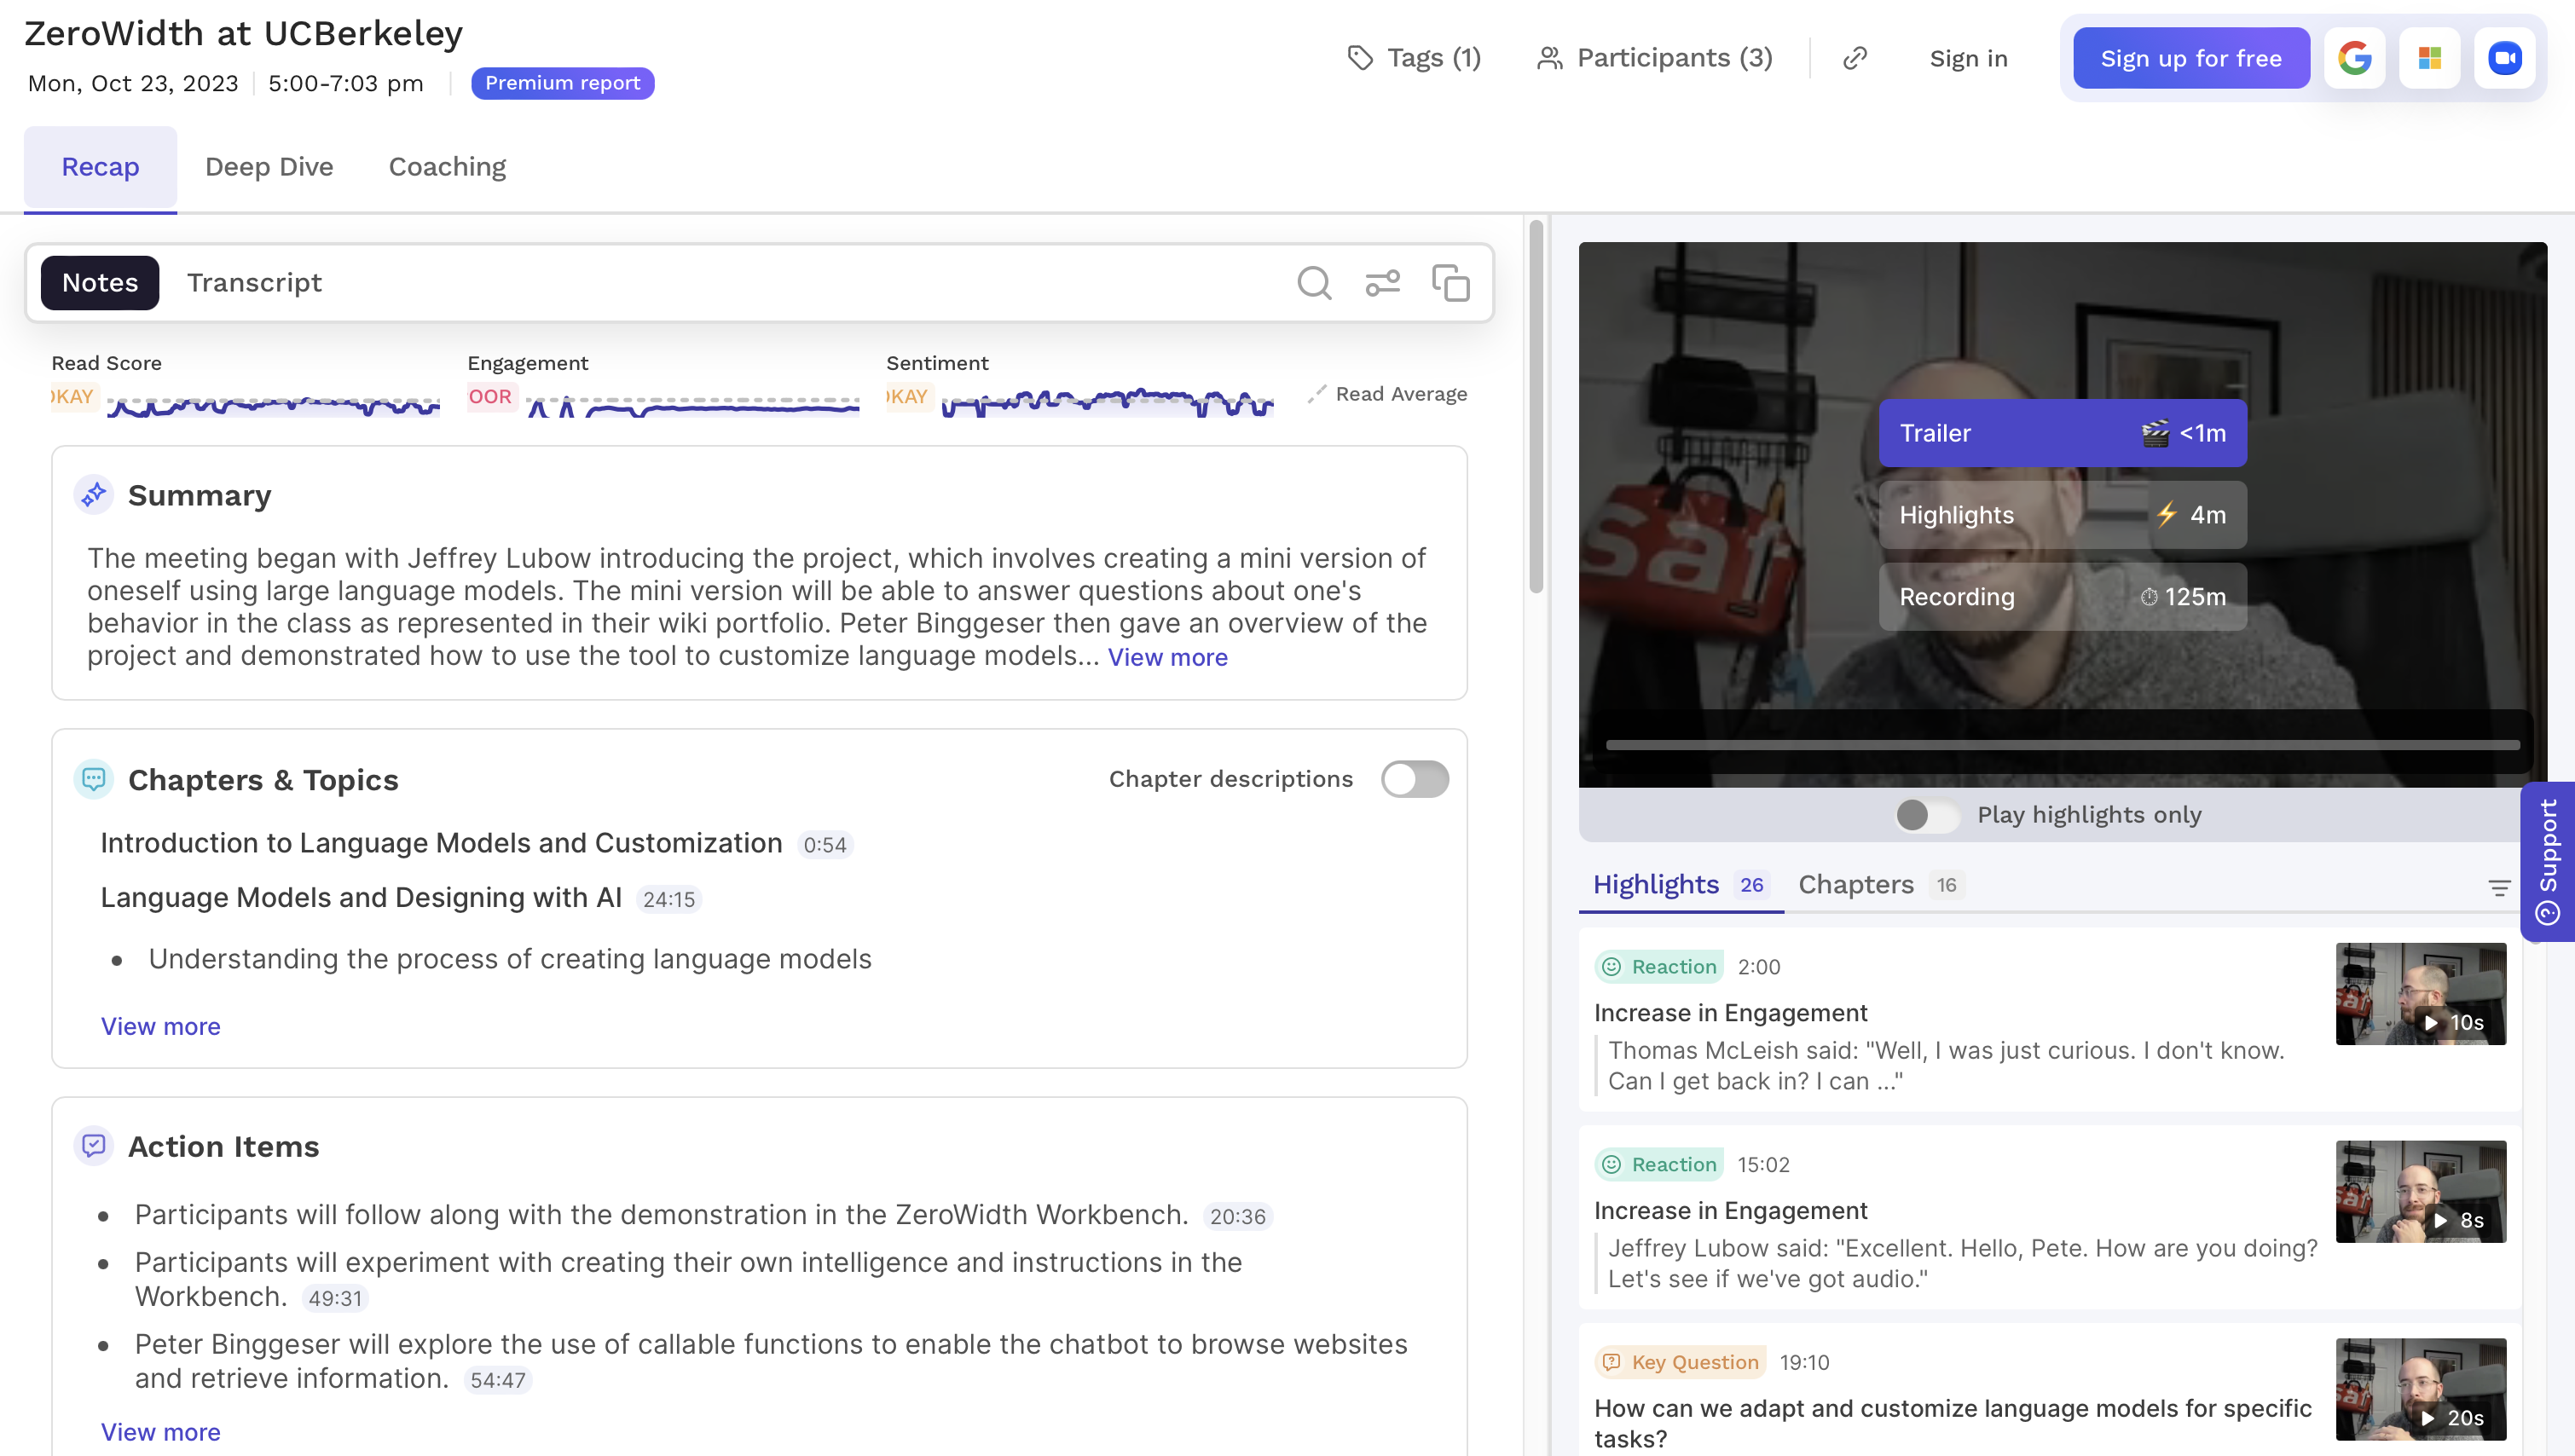 ZeroWidth at UCBerkeley
Mon, Oct 23, 2023
5:00-7:03 pm
Premium report
Tags (1)
Participants (3)
Sign in
Sign up for free
Recap
Deep Dive
Coaching
Notes
Transcript
Read Score
OKAY
Engagement
OOR
Sentiment
OKAY
Read Average
Summary
The meeting began with Jeffrey Lubow introducing the project, which involves creating a mini version of
oneself using large language models. The mini version will be able to answer questions about one's
behavior in the class as represented in their wiki portfolio. Peter Binggeser then gave an overview of the
project and demonstrated how to use the tool to customize language models... View more
Chapters & Topics
Chapter descriptions
Introduction to Language Models and Customization 0:54
Language Models and Designing with AI 24:15
• Understanding the process of creating language models
View more
Action Items
• Participants will follow along with the demonstration in the ZeroWidth Workbench. 20:36
• Participants will experiment with creating their own intelligence and instructions in the
Workbench. 49:31
• Peter Binggeser will explore the use of callable functions to enable the chatbot to browse websites
and retrieve information. 54:47
View more
saf
Trailer <1m
Highlights 4m
Recording 125m
Play highlights only
Support
Highlights 26
Chapters 16
Reaction 2:00
Increase in Engagement
Thomas McLeish said: "Well, I was just curious. I don't know.
Can I get back in? I can ..."
10s
Reaction 15:02
Increase in Engagement
Jeffrey Lubow said: "Excellent. Hello, Pete. How are you doing?
Let's see if we've got audio."
8s
Key Question 19:10
How can we adapt and customize language models for specific
tasks?
20s